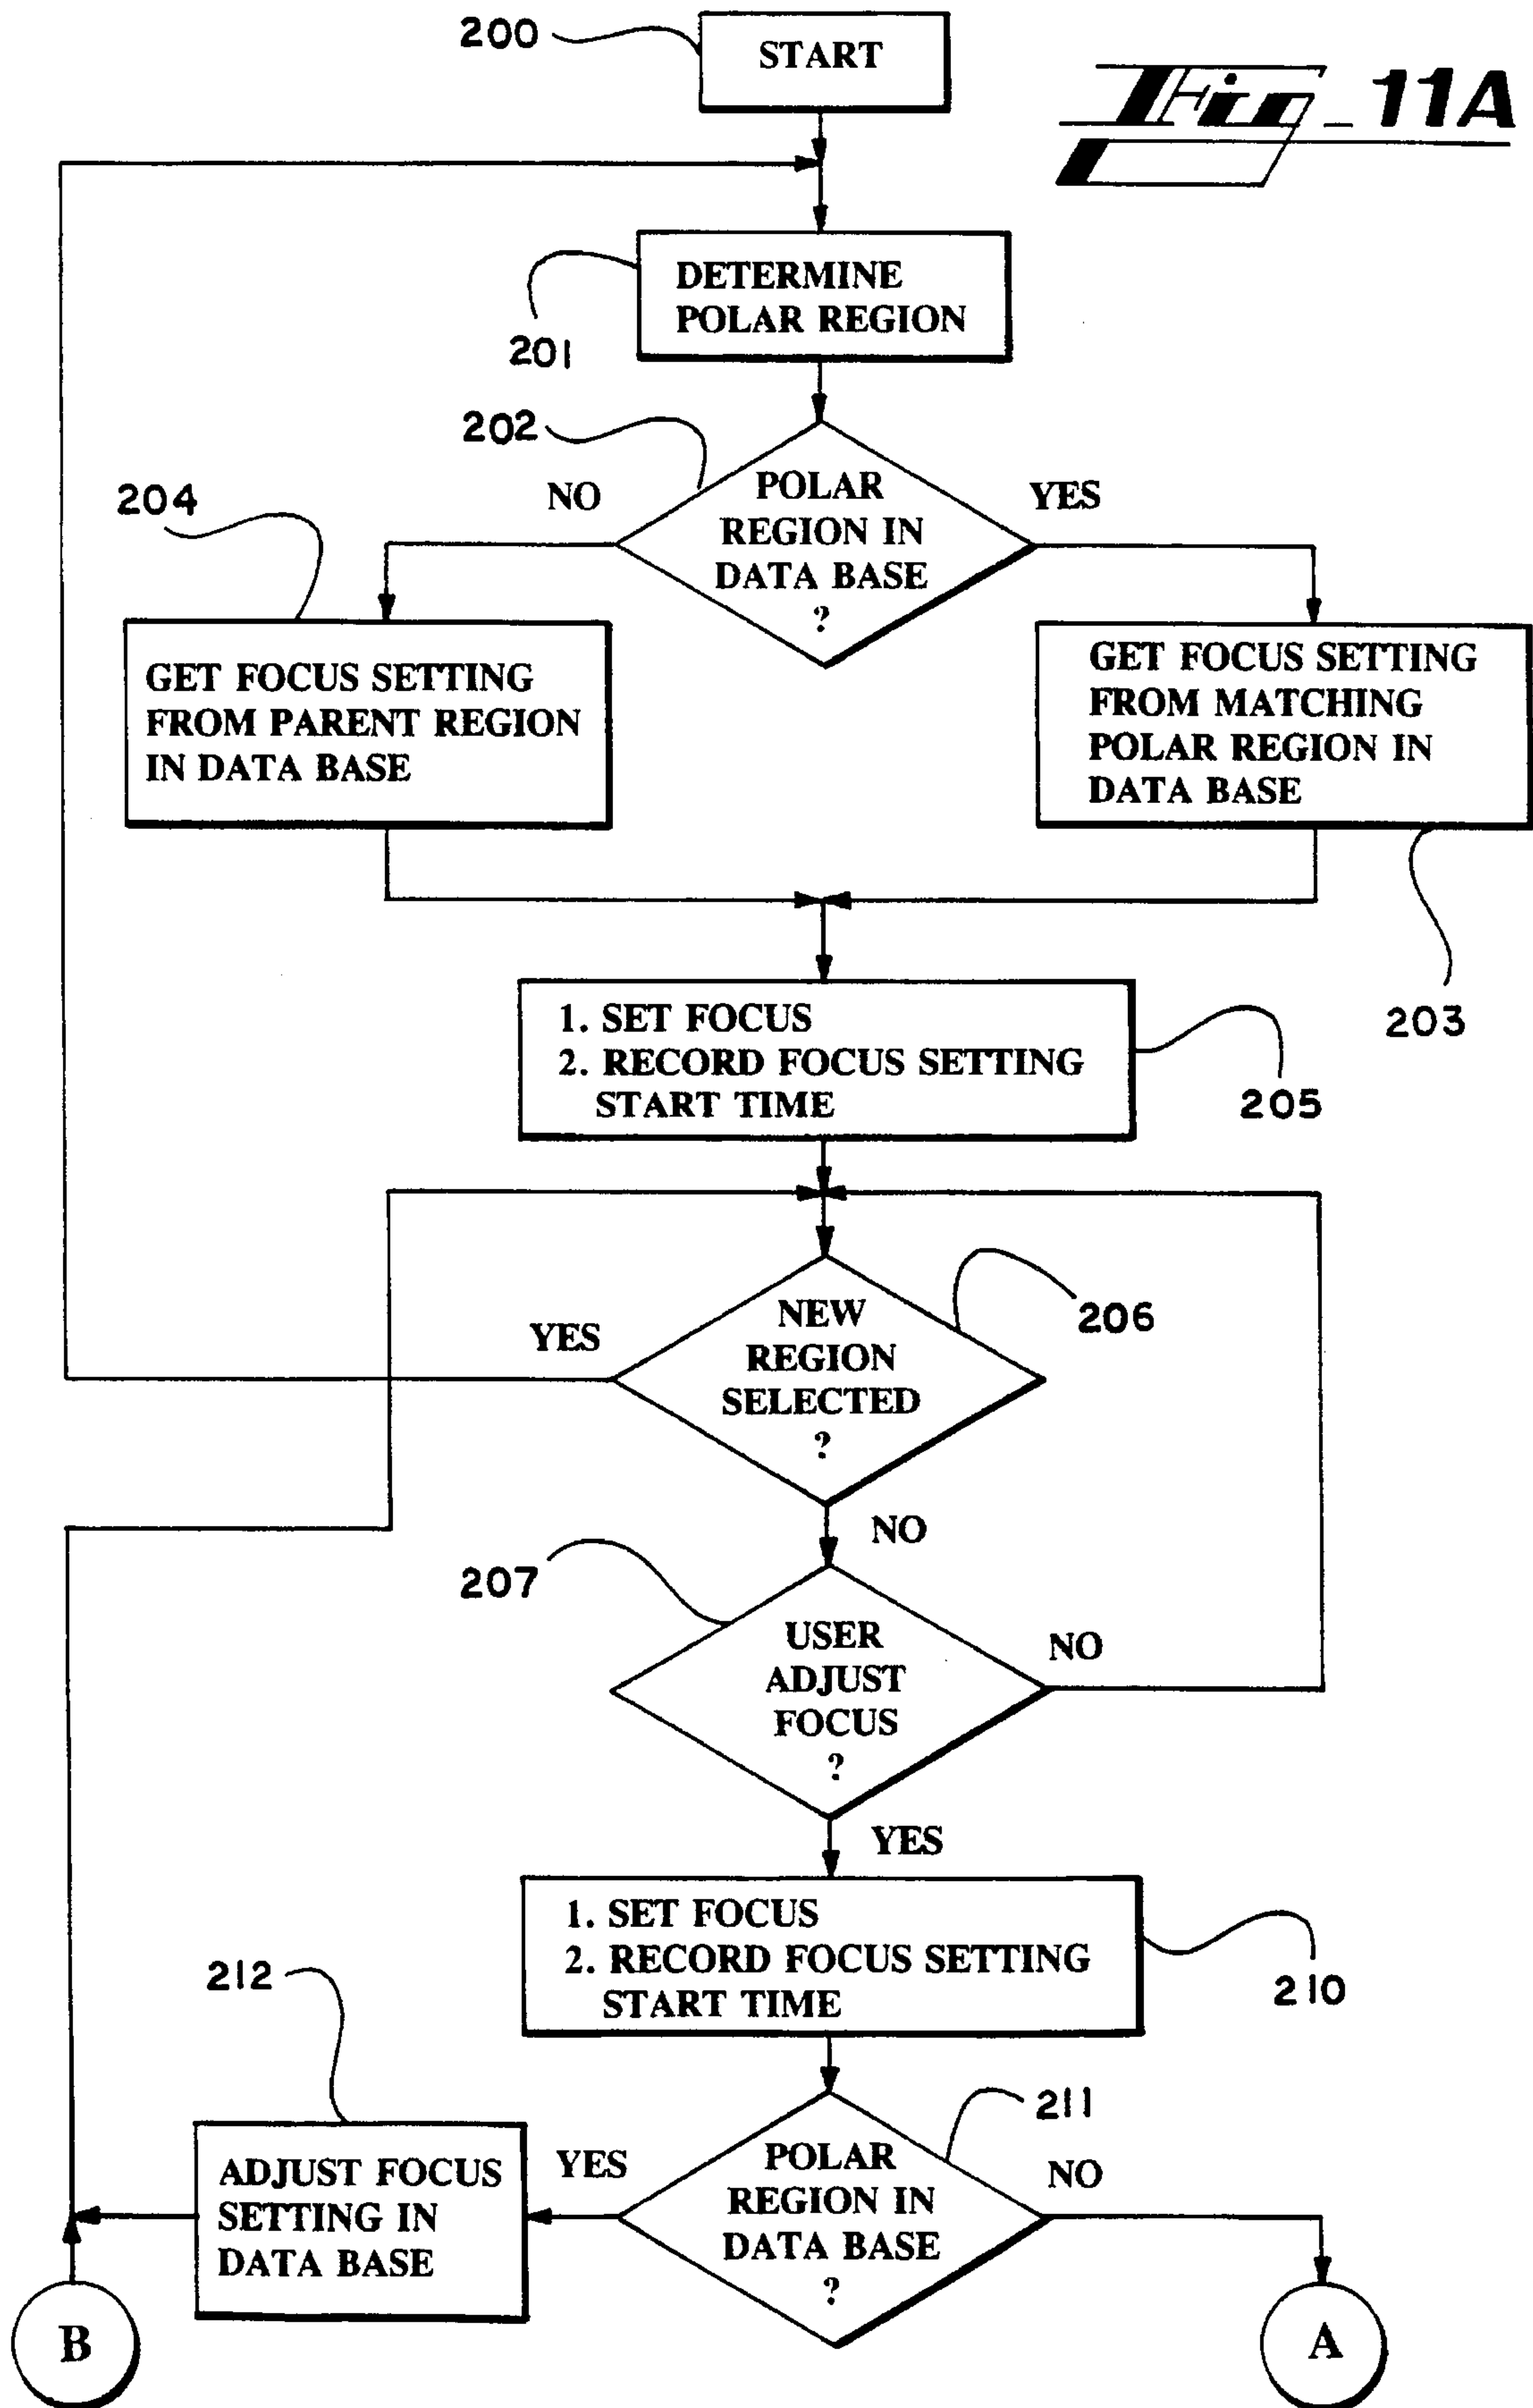 200
START
Fig_11A
DETERMINE
POLAR REGION
201
202
NO
POLAR
REGION IN
DATA BASE
?
YES
204
GET FOCUS SETTING
FROM PARENT REGION
IN DATA BASE
GET FOCUS SETTING
FROM MATCHING
POLAR REGION IN
DATA BASE
203
1. SET FOCUS
2. RECORD FOCUS SETTING
START TIME
205
YES
NEW
REGION
SELECTED
?
206
NO
207
USER
ADJUST
FOCUS
?
NO
YES
1. SET FOCUS
2. RECORD FOCUS SETTING
START TIME
210
212
211
ADJUST FOCUS
SETTING IN
DATA BASE
YES
POLAR
REGION IN
DATA BASE
?
NO
B
A